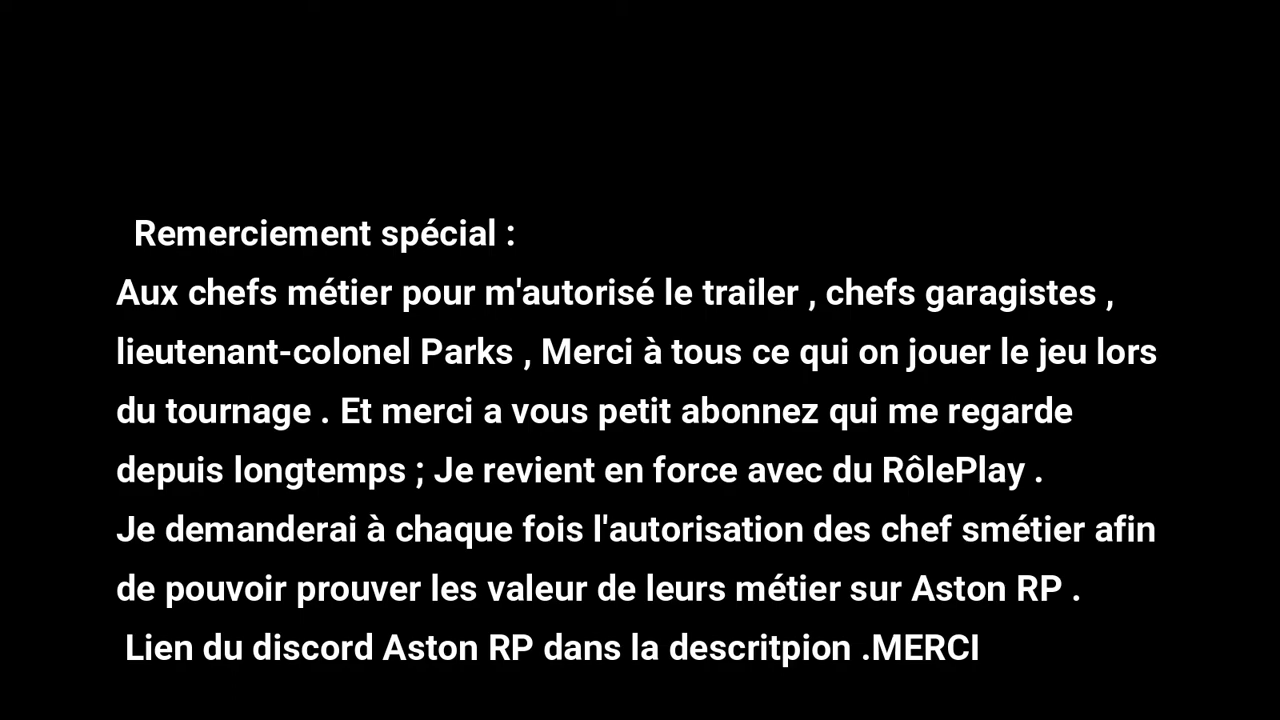 Remerciement spécial :
Aux chefs métier pour m'autorisé le trailer , chefs garagistes ,
lieutenant-colonel Parks , Merci à tous ce qui on jouer le jeu lors
du tournage . Et merci a vous petit abonnez qui me regarde
depuis longtemps ; Je revient en force avec du RôlePlay .
Je demanderai à chaque fois l'autorisation des chef smétier afin
de pouvoir prouver les valeur de leurs métier sur Aston RP .
Lien du discord Aston RP dans la descritpion .MERCI